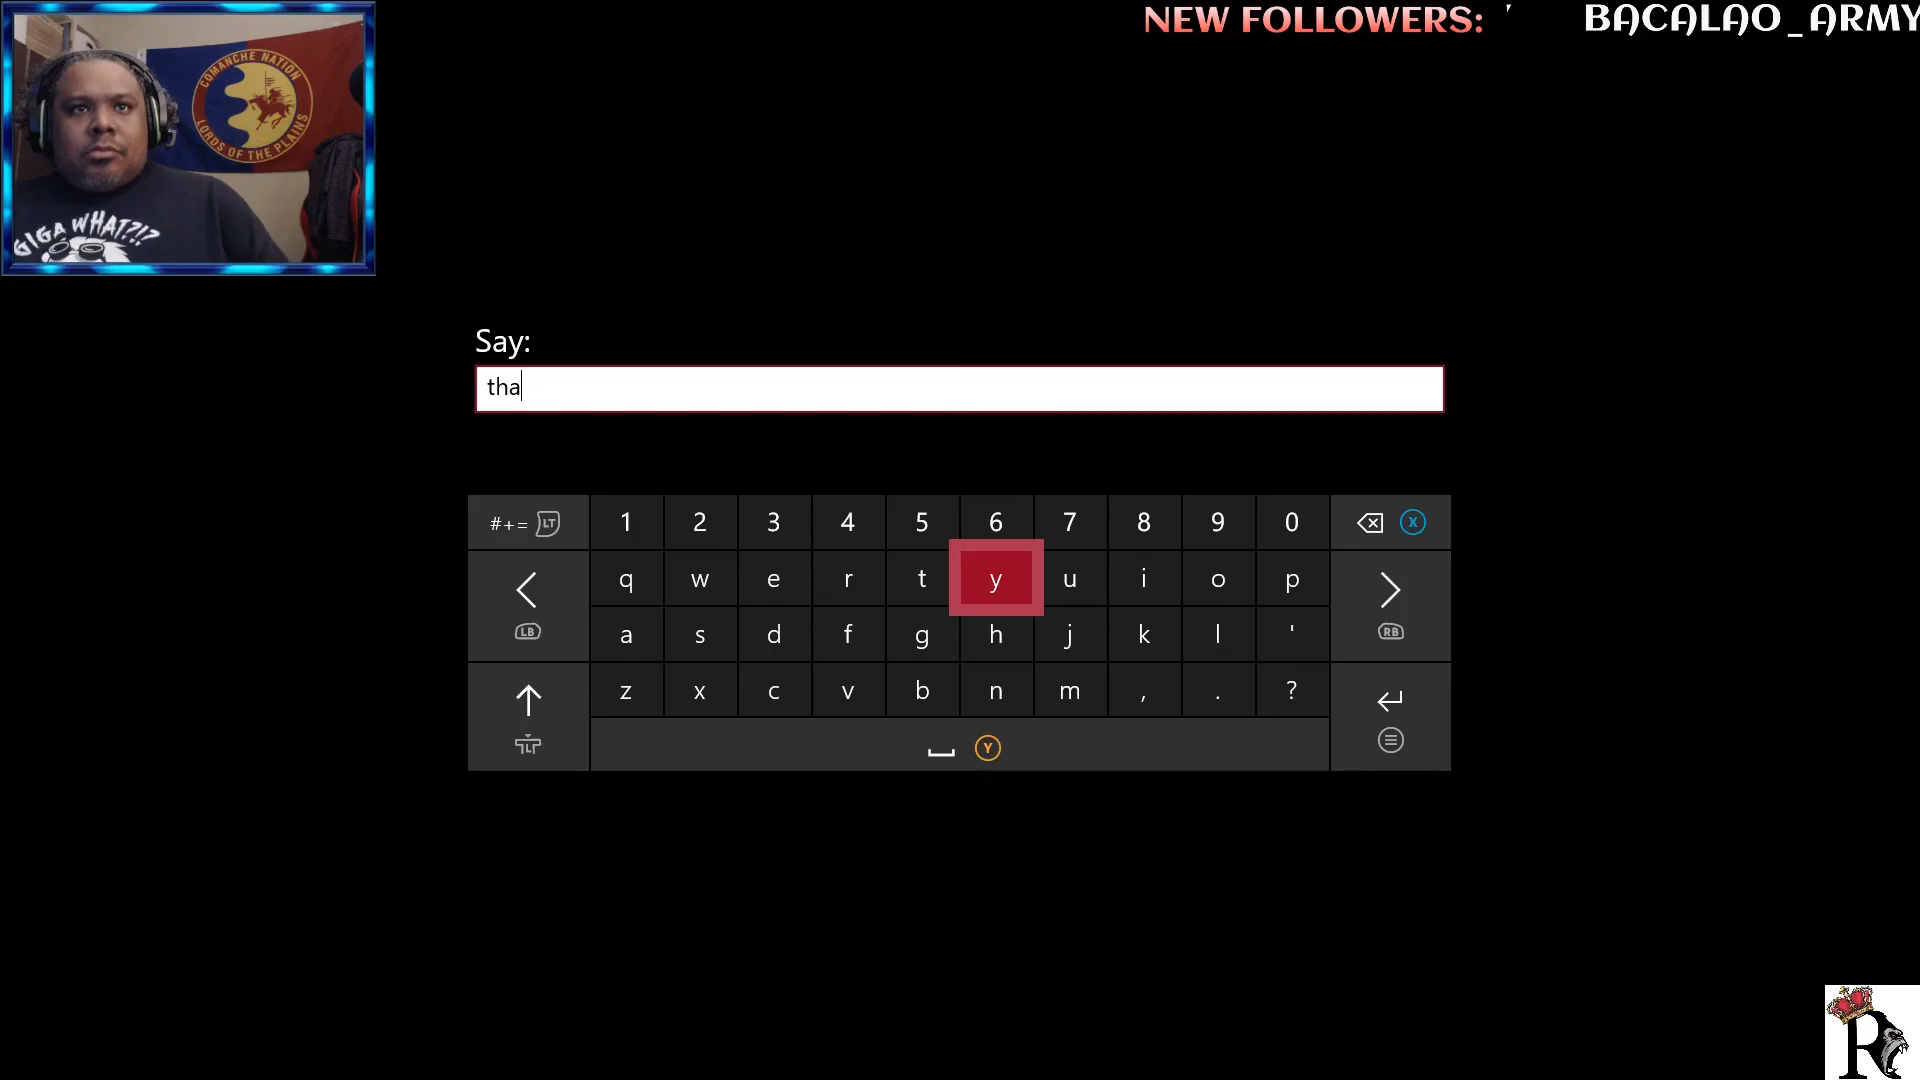 NEW FOLLOWERS: BACALAO_ARMY
COMANCHE NATION
LORDS OF THE PLAINS
GIGA WHAT?!?
Say:
tha
#+= LT 1 2 3 4 5 6 7 8 9 0 X
q w e r t y u i o p
LB a s d f g h j k l ' RB
z x c v b n m , . ?
Y
R